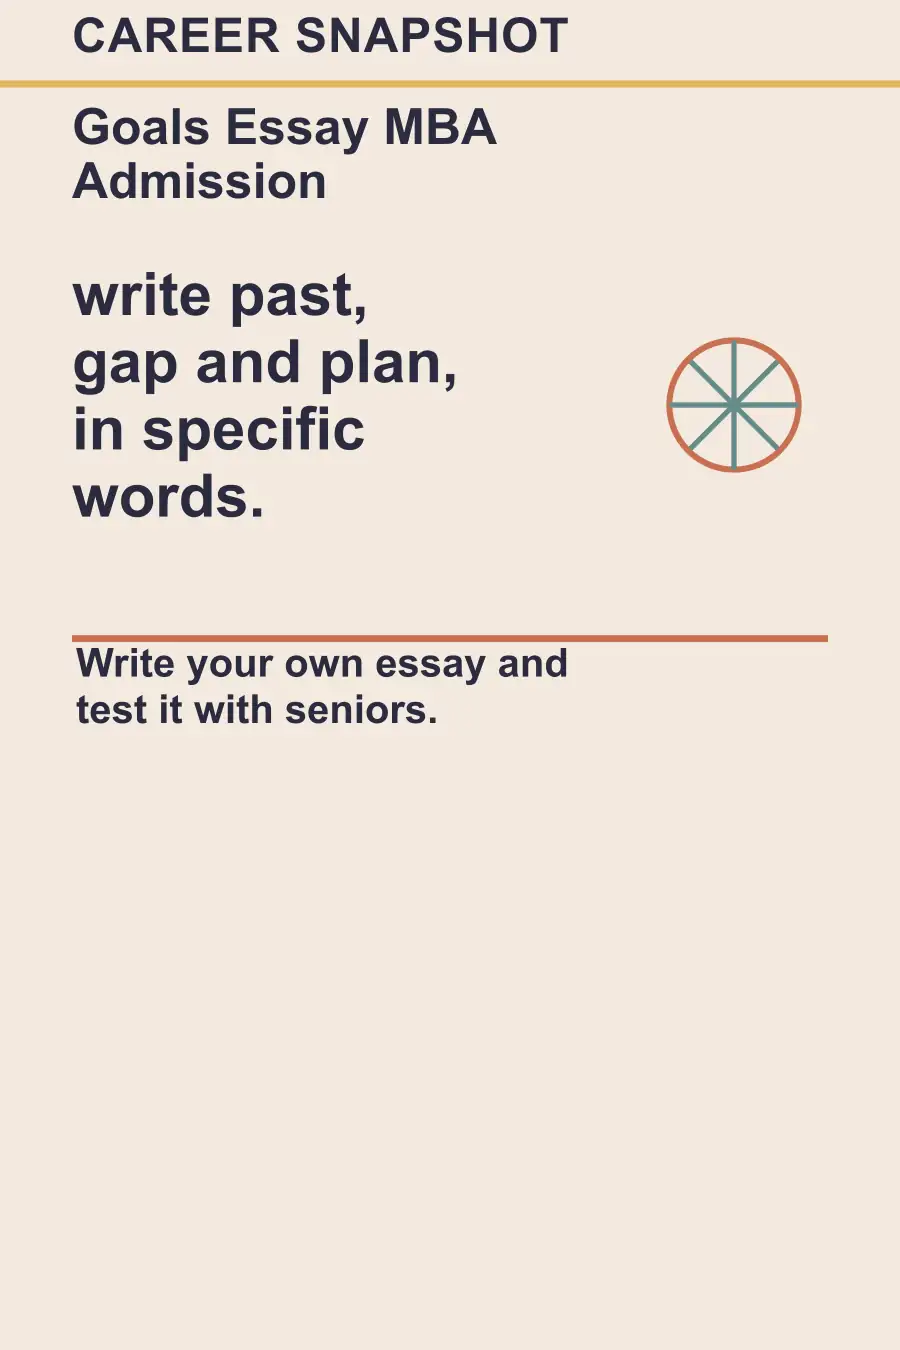 CAREER SNAPSHOT
Goals Essay MBA
Admission
write past,
gap and plan,
in specific
words.
Write your own essay and
test it with seniors.